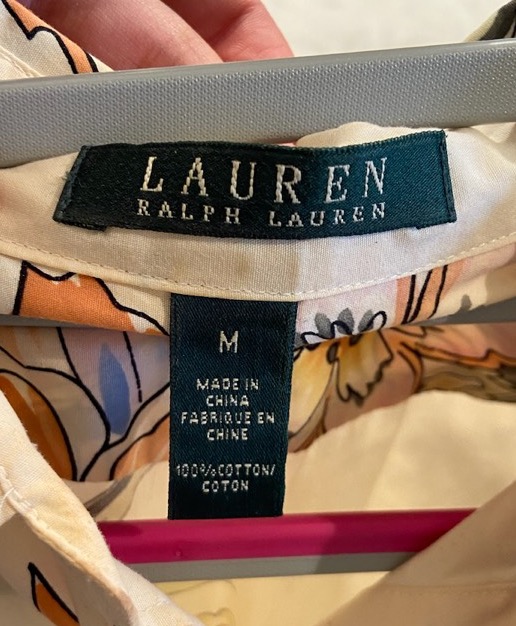 LAUREN
RALPH LAUREN
M
MADE IN
CHINA
FABRIQUE EN
CHINE
100%COTTON/
COTON